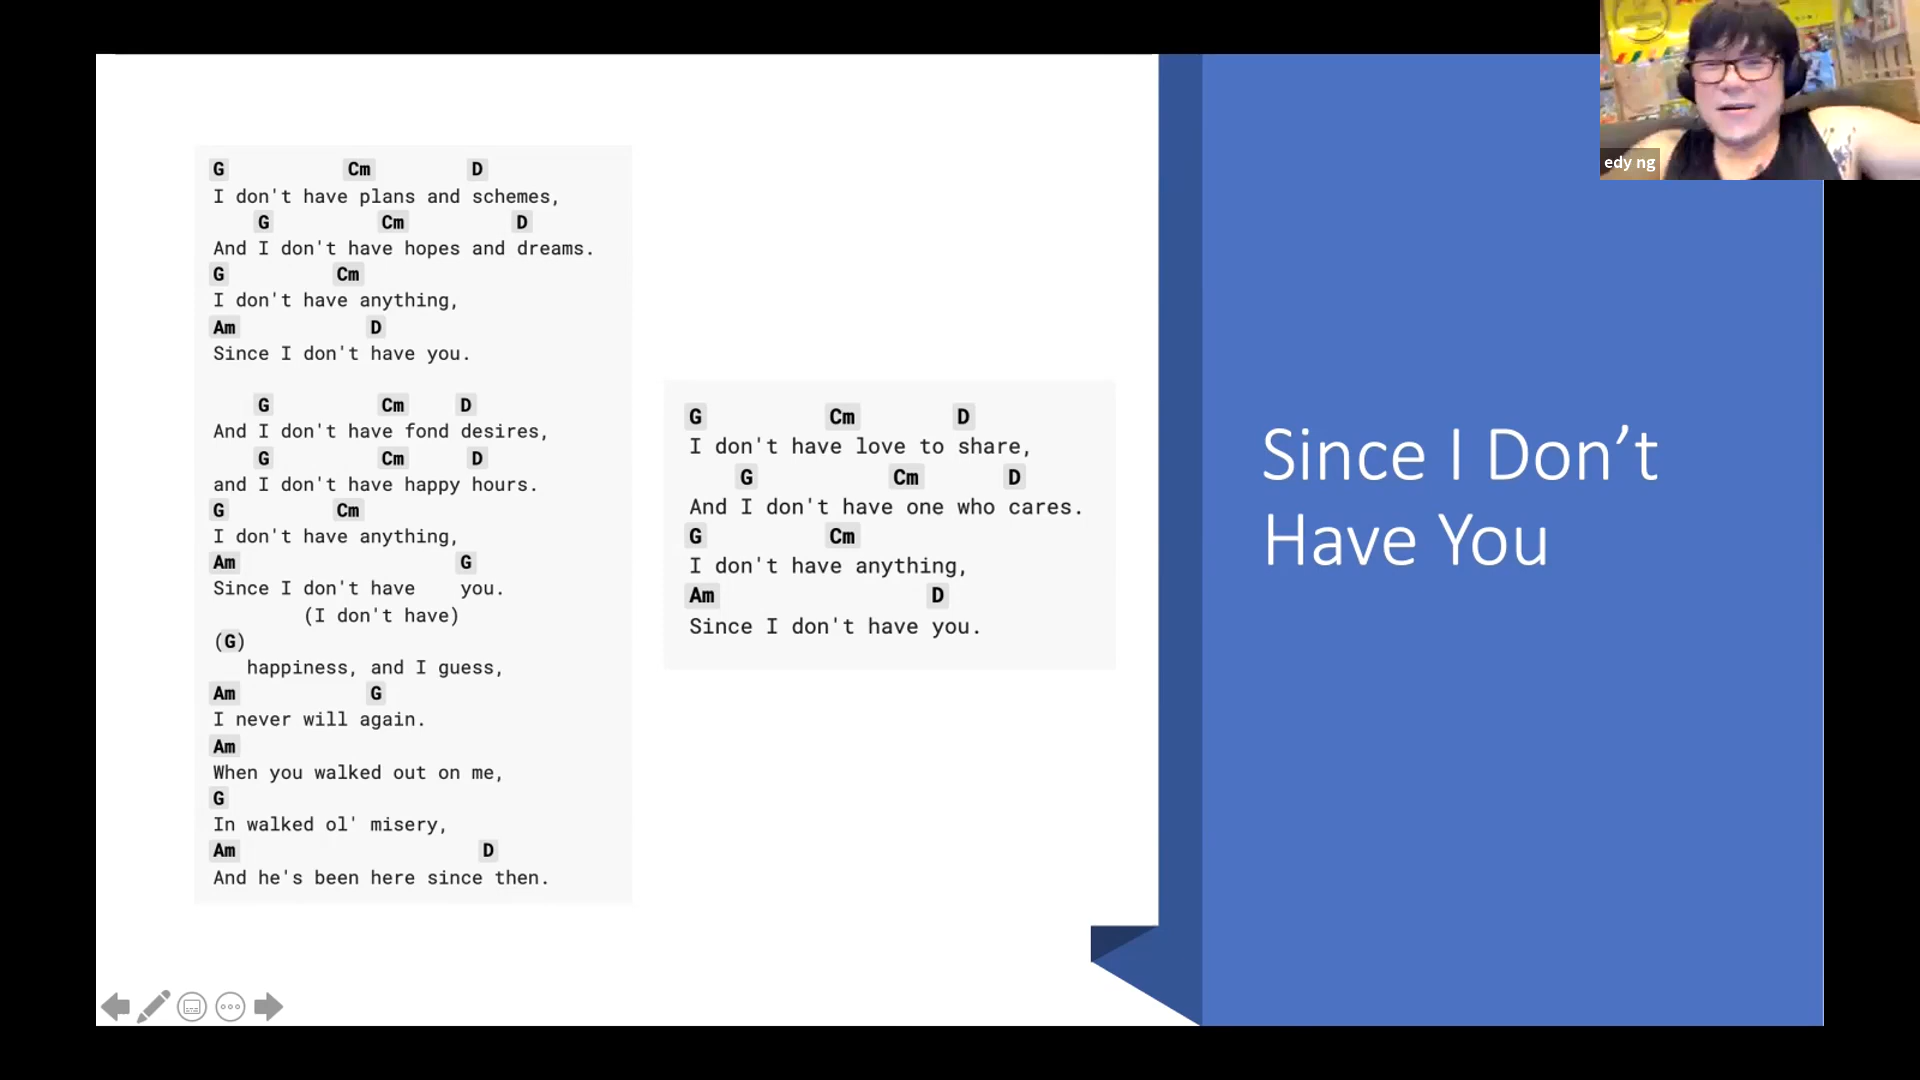 G Cm D
I don't have plans and schemes,
G Cm D
And I don't have hopes and dreams.
G Cm
I don't have anything,
Am D
Since I don't have you.
G Cm D
And I don't have fond desires,
G Cm D
and I don't have happy hours.
G Cm
I don't have anything,
Am G
Since I don't have you.
(I don't have)
(G)
happiness, and I guess,
Am G
I never will again.
Am
When you walked out on me,
G
In walked ol' misery,
Am D
And he's been here since then.
G Cm D
I don't have love to share,
G Cm D
And I don't have one who cares.
G Cm
I don't have anything,
Am D
Since I don't have you.
Since I Don’t
Have You
edy ng